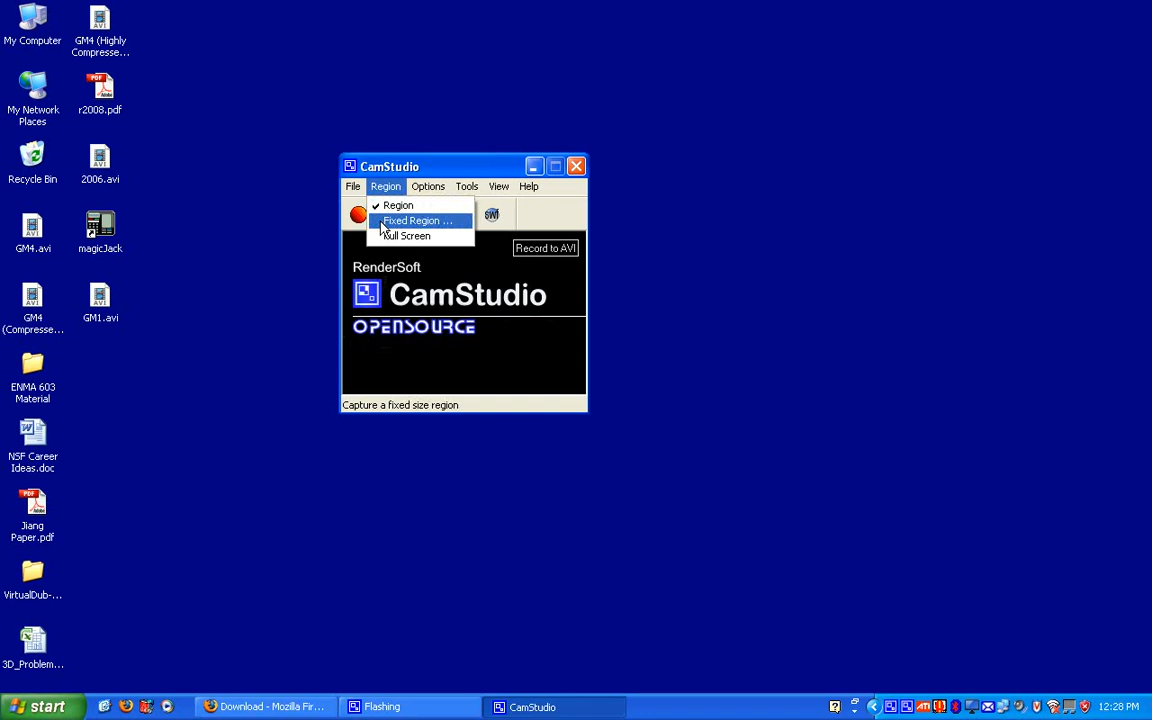 My Computer
GM4 (Highly
Compresse...
My Network
Places
r2008.pdf
Recycle Bin
2006.avi
GM4.avi
magicJack
GM4
(Compresse...
GM1.avi
ENMA 603
Material
NSF Career
Ideas.doc
Jiang
Paper.pdf
VirtualDub-...
3D_Problem...
CamStudio
File Region Options Tools View Help
Region
Fixed Region ...
Full Screen
SWF
Record to AVI
RenderSoft
CamStudio
OPENSOURCE
Capture a fixed size region
start
Download - Mozilla Fir...
Flashing
CamStudio
12:28 PM